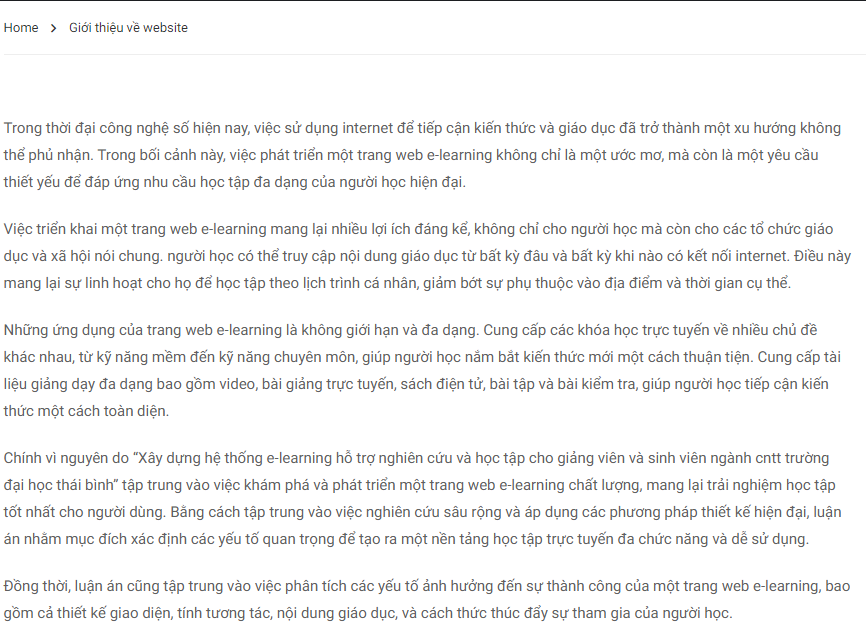 Home > Giới thiệu về website
Trong thời đại công nghệ số hiện nay, việc sử dụng internet để tiếp cận kiến thức và giáo dục đã trở thành một xu hướng không
thể phủ nhận. Trong bối cảnh này, việc phát triển một trang web e-learning không chỉ là một ước mơ, mà còn là một yêu cầu
thiết yếu để đáp ứng nhu cầu học tập đa dạng của người học hiện đại.
Việc triển khai một trang web e-learning mang lại nhiều lợi ích đáng kể, không chỉ cho người học mà còn cho các tổ chức giáo
dục và xã hội nói chung. người học có thể truy cập nội dung giáo dục từ bất kỳ đâu và bất kỳ khi nào có kết nối internet. Điều này
mang lại sự linh hoạt cho họ để học tập theo lịch trình cá nhân, giảm bớt sự phụ thuộc vào địa điểm và thời gian cụ thể.
Những ứng dụng của trang web e-learning là không giới hạn và đa dạng. Cung cấp các khóa học trực tuyến về nhiều chủ đề
khác nhau, từ kỹ năng mềm đến kỹ năng chuyên môn, giúp người học nắm bắt kiến thức mới một cách thuận tiện. Cung cấp tài
liệu giảng dạy đa dạng bao gồm video, bài giảng trực tuyến, sách điện tử, bài tập và bài kiểm tra, giúp người học tiếp cận kiến
thức một cách toàn diện.
Chính vì nguyên do “Xây dựng hệ thống e-learning hỗ trợ nghiên cứu và học tập cho giảng viên và sinh viên ngành cntt trường
đại học thái bình” tập trung vào việc khám phá và phát triển một trang web e-learning chất lượng, mang lại trải nghiệm học tập
tốt nhất cho người dùng. Bằng cách tập trung vào việc nghiên cứu sâu rộng và áp dụng các phương pháp thiết kế hiện đại, luận
án nhằm mục đích xác định các yếu tố quan trọng để tạo ra một nền tảng học tập trực tuyến đa chức năng và dễ sử dụng.
Đồng thời, luận án cũng tập trung vào việc phân tích các yếu tố ảnh hưởng đến sự thành công của một trang web e-learning, bao
gồm cả thiết kế giao diện, tính tương tác, nội dung giáo dục, và cách thức thúc đẩy sự tham gia của người học.